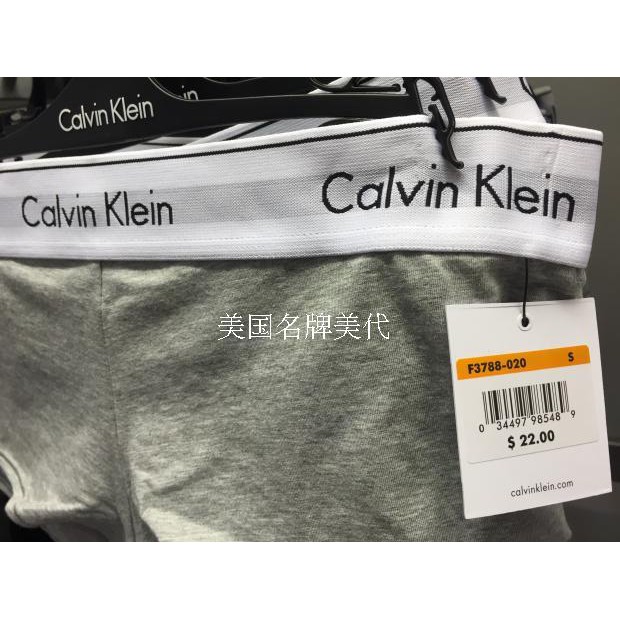 Calvin Klein
Calvin Klein
Calvin Klein
美国名牌美代
F3788-020 S
0 34497 98548 9
$ 22.00
calvinklein.com